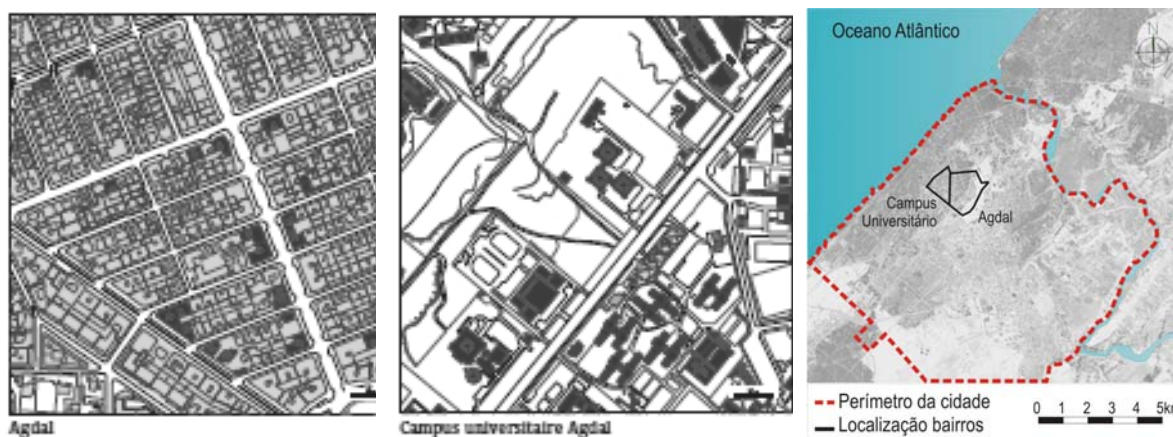 Agdal
Campus universitaire Agdal
Oceano Atlântico
N
Campus
Universitário
Agdal
Perímetro da cidade
Localização bairros
0 1 2 3 4 5km